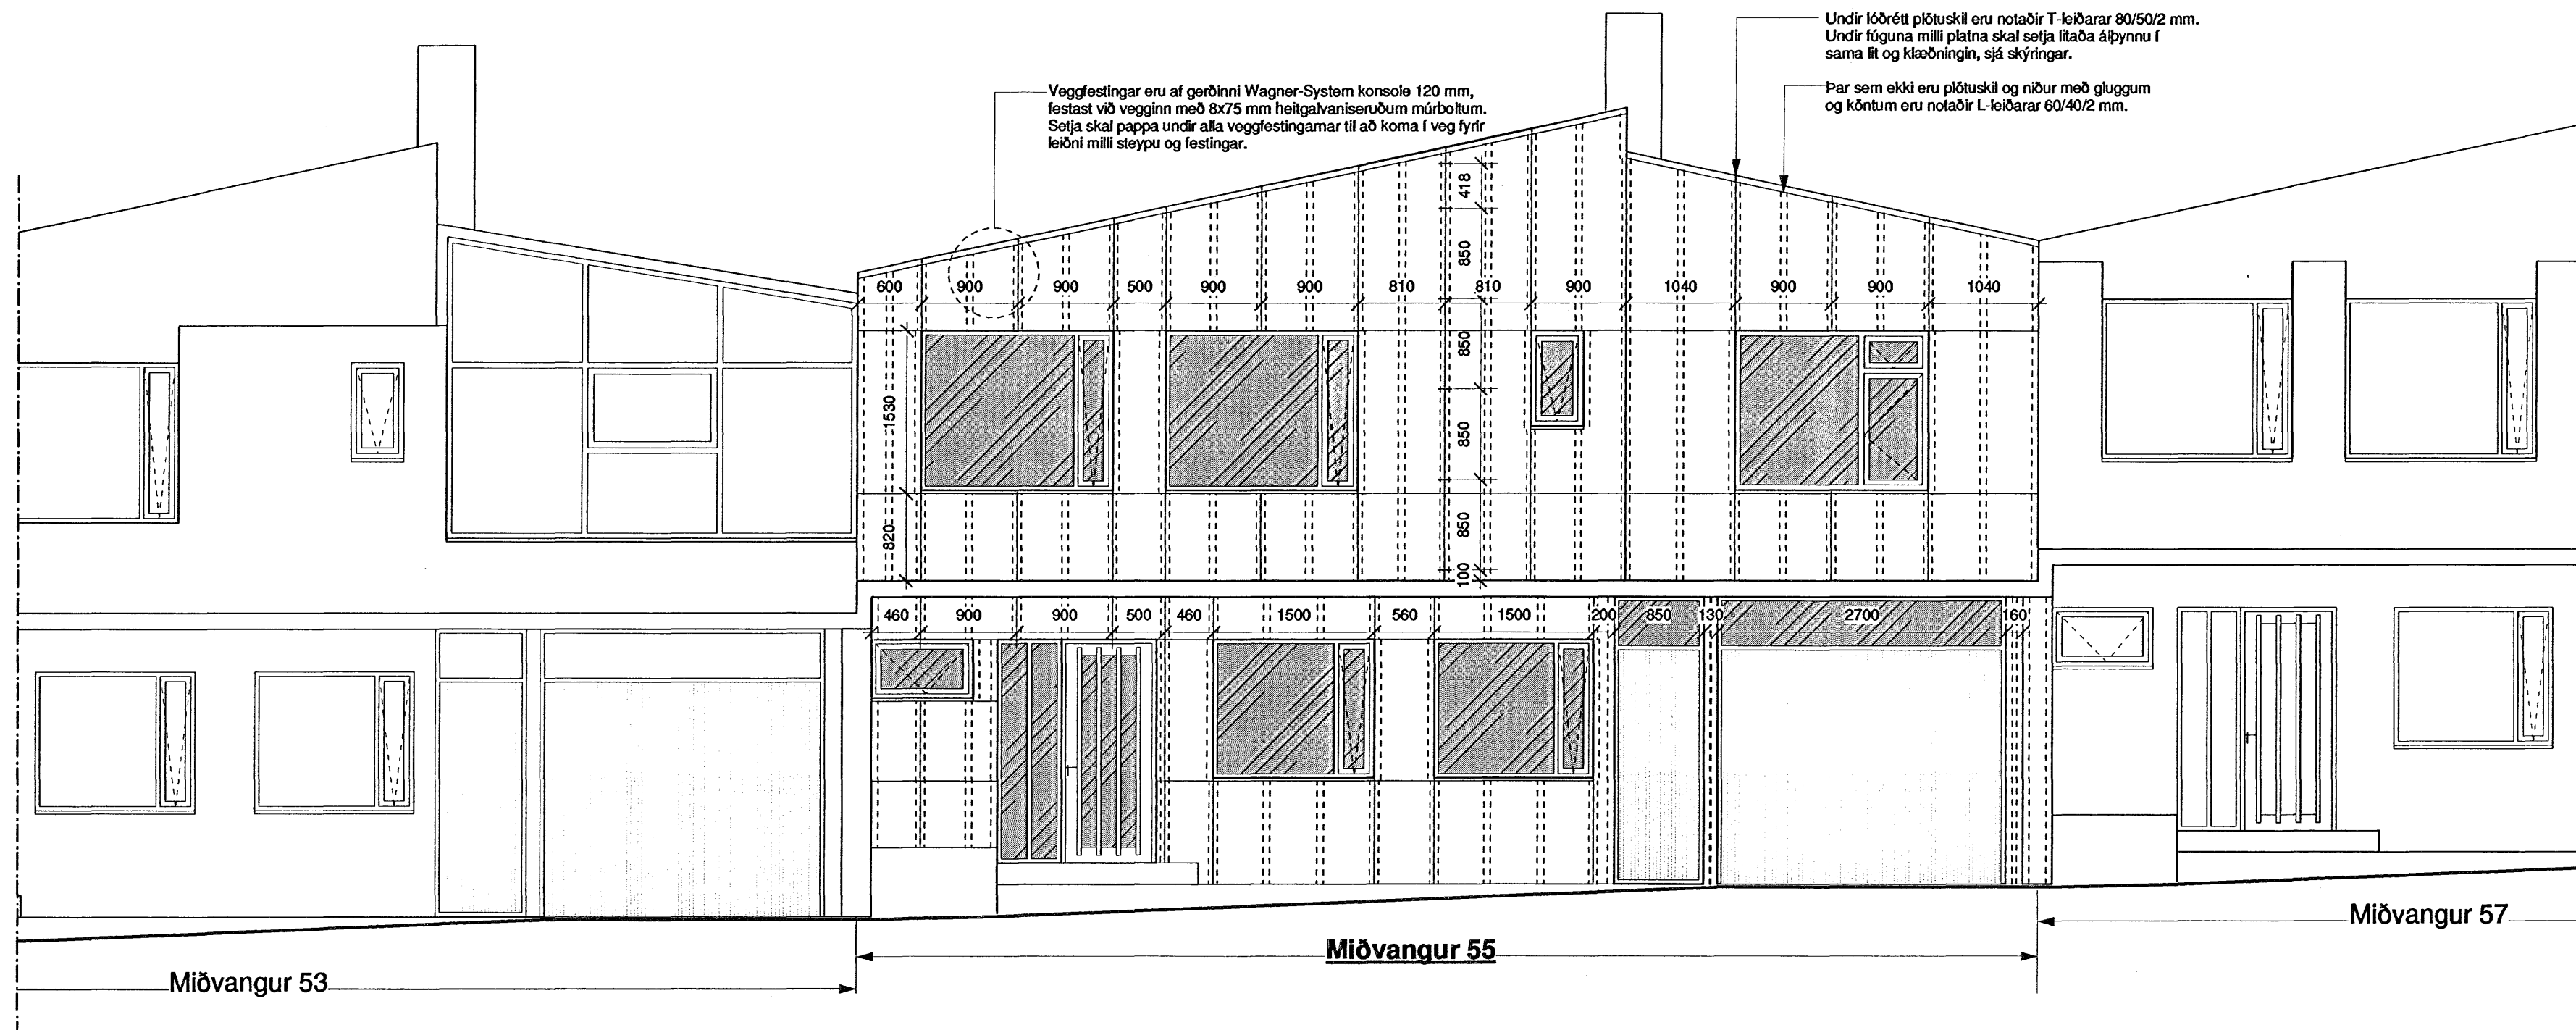 Undir lóðrétt plötuskil eru notaðir T-leiðarar 80/50/2 mm.
Undir fúguna milli platna skal setja litaða álþynnu í
sama lit og klæðningin, sjá skýringar.
Þar sem ekki eru plötuskil og niður með gluggum
og köntum eru notaðir L-leiðarar 60/40/2 mm.
Veggfestingar eru af gerðinni Wagner-System konsole 120 mm,
festast við vegginn með 8x75 mm heitgalvaniseruðum múrboltum.
Setja skal pappa undir alla veggfestingarnar til að koma í veg fyrir
leiðni milli steypu og festingar.
600 900 900 500 900 900 810 810 900 1040 900 900 1040
418
850
850
850
850
100
1530
820
460 900 900 500 460 1500 560 1500 200 850 130 2700 160
Miðvangur 53
Miðvangur 55
Miðvangur 57